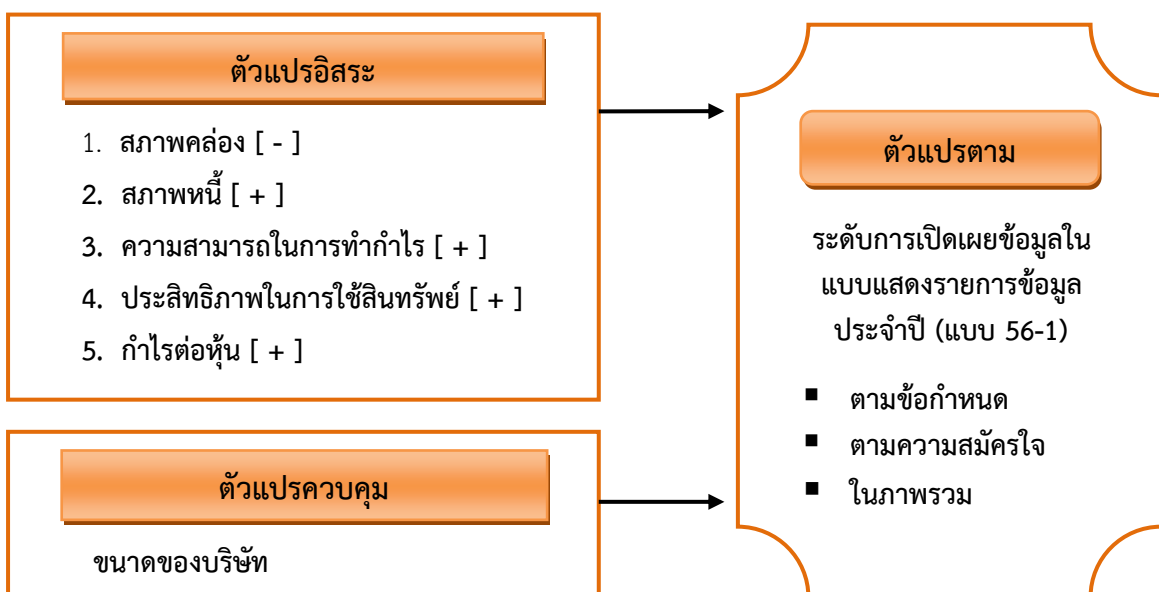 ตัวแปรอิสระ
1. สภาพคล่อง [ - ]
2. สภาพหนี้ [ + ]
3. ความสามารถในการทำกำไร [ + ]
4. ประสิทธิภาพในการใช้สินทรัพย์ [ + ]
5. กำไรต่อหุ้น [ + ]
ตัวแปรควบคุม
ขนาดของบริษัท
ตัวแปรตาม
ระดับการเปิดเผยข้อมูลใน
แบบแสดงรายการข้อมูล
ประจำปี (แบบ 56-1)
▪ ตามข้อกำหนด
▪ ตามความสมัครใจ
▪ ในภาพรวม